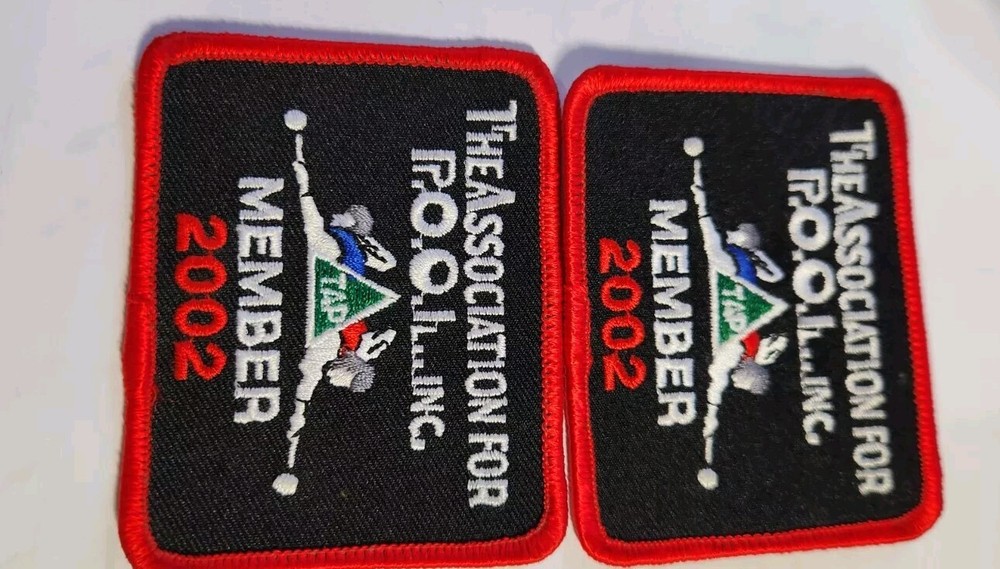 THE ASSOCIATION FOR
P.O.O.L., INC.
TAP
MEMBER
2002
THE ASSOCIATION FOR
P.O.O.L., INC.
TAP
MEMBER
2002